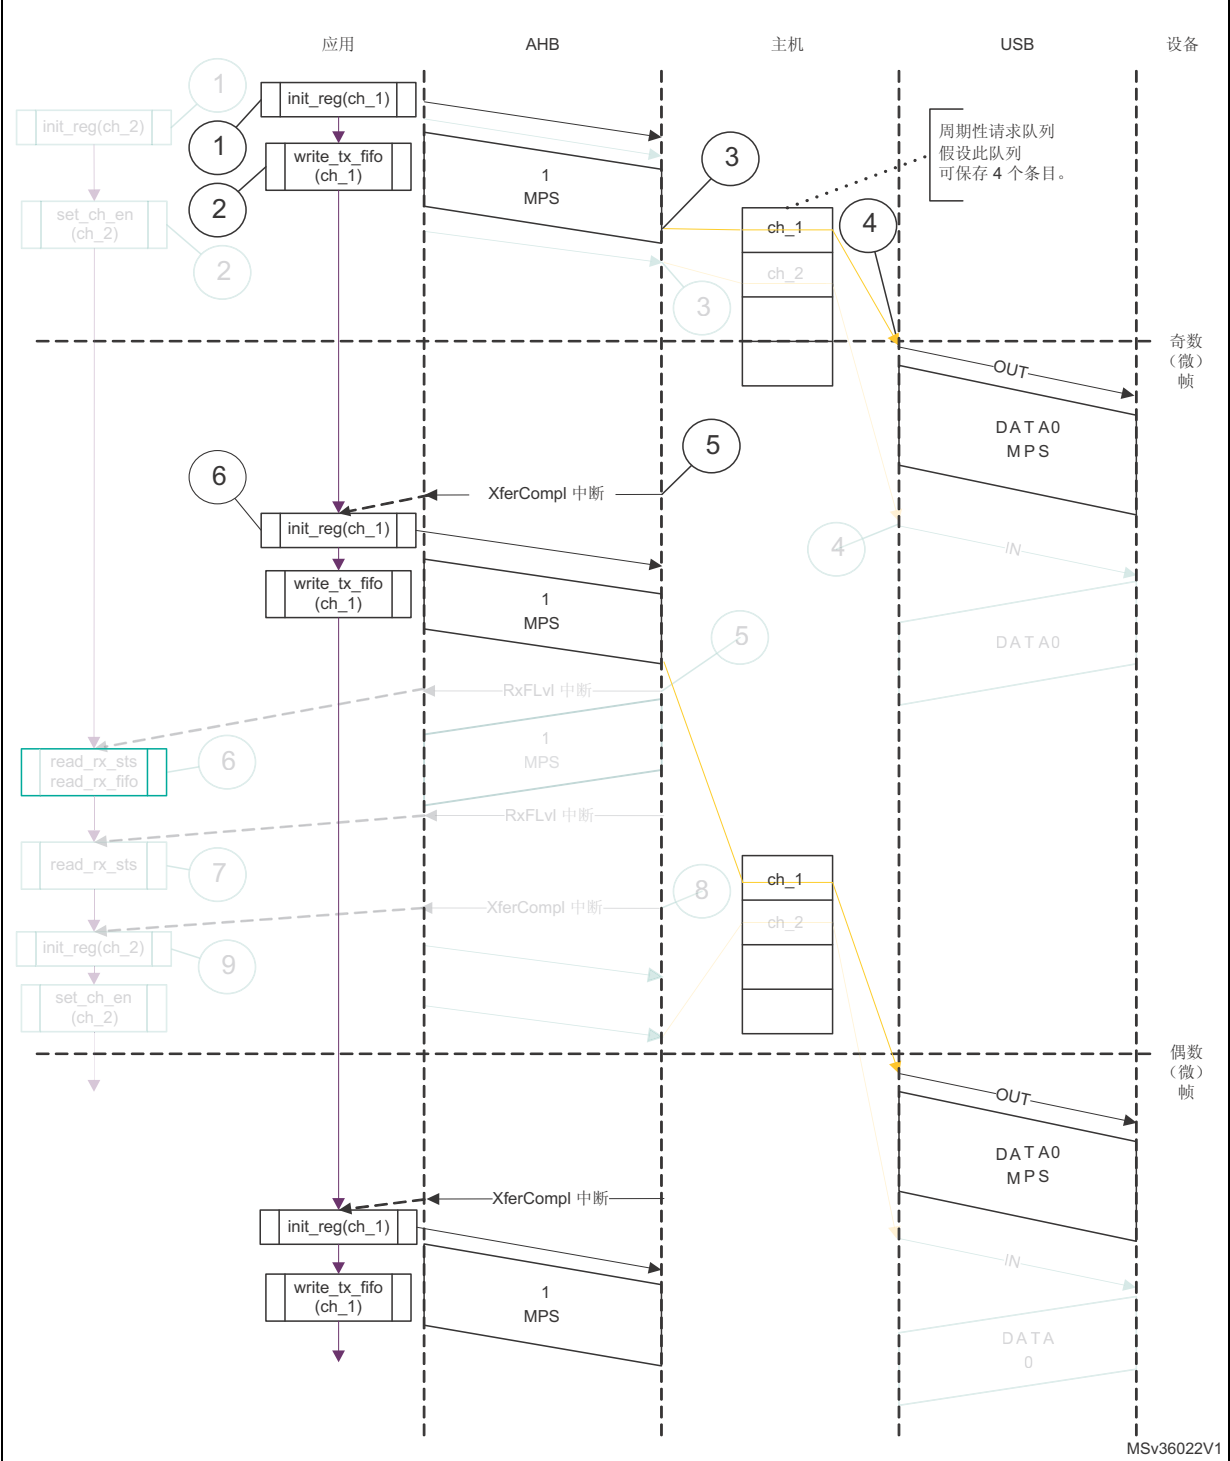 应用
AHB
主机
USB
设备
1
init_reg(ch_1)
init_reg(ch_2)
1
周期性请求队列
假设此队列
可保存 4 个条目。
write_tx_fifo
(ch_1)
1
MPS
3
2
set_ch_en
(ch_2)
ch_1
4
2
ch_2
3
奇数
（微）
帧
OUT
DATA0
MPS
5
6
XferCompl 中断
init_reg(ch_1)
4
IN
write_tx_fifo
(ch_1)
1
MPS
5
DATA0
RxFLvl 中断
1
MPS
read_rx_sts
read_rx_fifo
6
RxFLvl 中断
read_rx_sts
7
ch_1
8
XferCompl 中断
ch_2
init_reg(ch_2)
9
set_ch_en
(ch_2)
偶数
（微）
帧
OUT
DATA0
MPS
XferCompl 中断
init_reg(ch_1)
IN
write_tx_fifo
(ch_1)
1
MPS
DATA
0
MSv36022V1